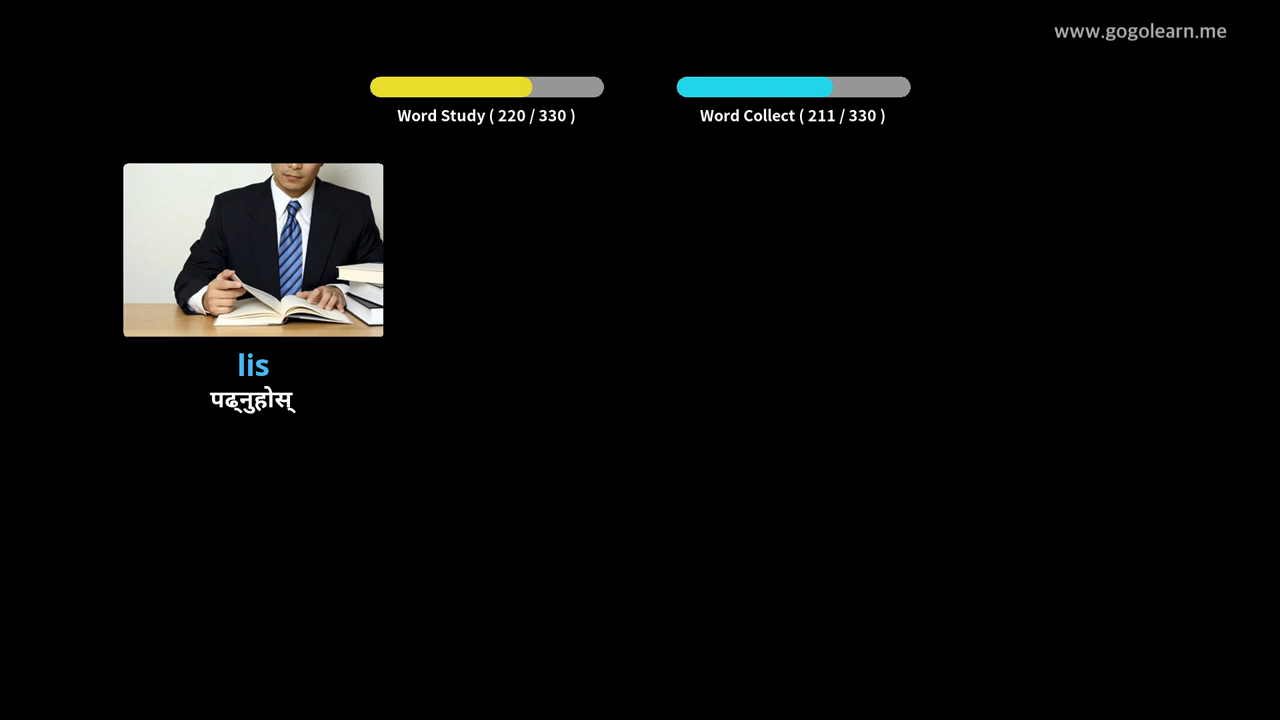 www.gogolearn.me
Word Study ( 220 / 330 )
Word Collect ( 211 / 330 )
lis
पढ्नुहोस्